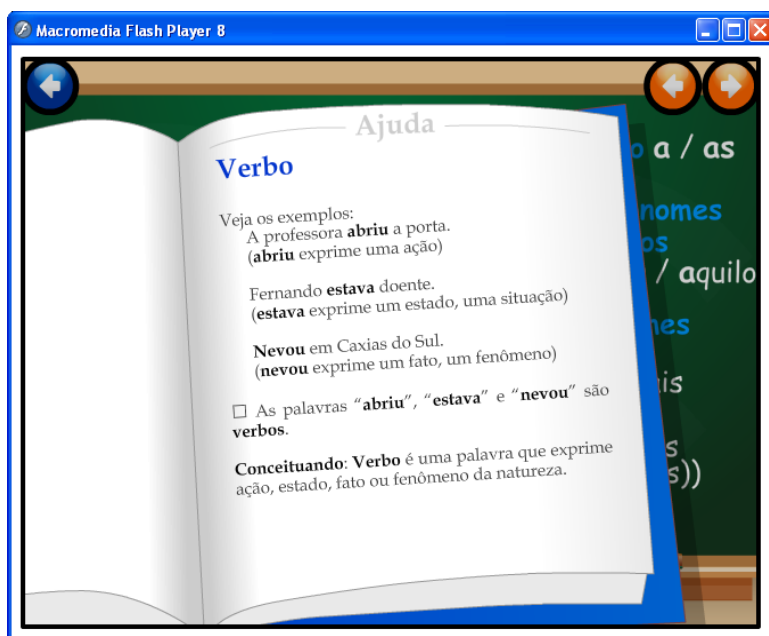 Macromedia Flash Player 8
Ajuda
Verbo
Veja os exemplos:
A professora abriu a porta.
(abriu exprime uma ação)
Fernando estava doente.
(estava exprime um estado, uma situação)
Nevou em Caxias do Sul.
(nevou exprime um fato, um fenômeno)
☐ As palavras “abriu”, “estava” e “nevou” são
verbos.
Conceituando: Verbo é uma palavra que exprime
ação, estado, fato ou fenômeno da natureza.
a / as
nomes
os
/ aquilo
nes
is
s
s))